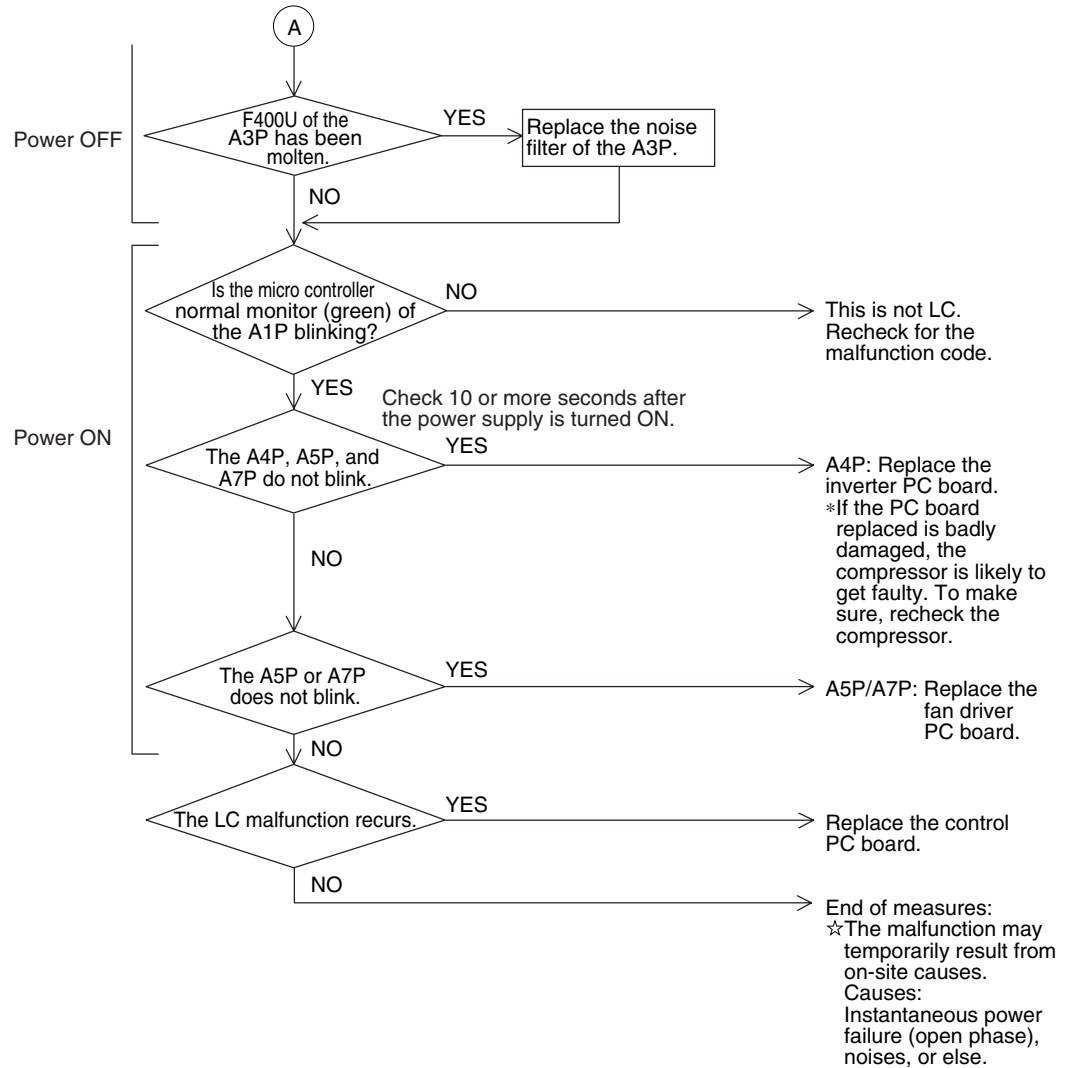 A
F400U of the
A3P has been
molten.
YES
Replace the noise
filter of the A3P.
Power OFF
NO
Is the micro controller
normal monitor (green) of
the A1P blinking?
NO
This is not LC.
Recheck for the
malfunction code.
YES
Check 10 or more seconds after
the power supply is turned ON.
Power ON
The A4P, A5P, and
A7P do not blink.
YES
A4P: Replace the
inverter PC board.
*If the PC board
replaced is badly
damaged, the
compressor is likely to
get faulty. To make
sure, recheck the
compressor.
NO
The A5P or A7P
does not blink.
YES
A5P/A7P: Replace the
fan driver
PC board.
NO
The LC malfunction recurs.
YES
Replace the control
PC board.
NO
End of measures:
☆The malfunction may
temporarily result from
on-site causes.
Causes:
Instantaneous power
failure (open phase),
noises, or else.